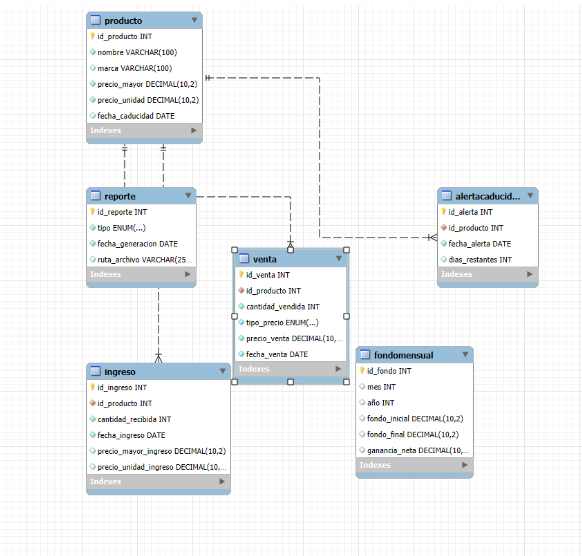 producto
id_producto INT
nombre VARCHAR(100)
marca VARCHAR(100)
precio_mayor DECIMAL(10,2)
precio_unidad DECIMAL(10,2)
fecha_caducidad DATE
Indexes
reporte
id_reporte INT
tipo ENUM(...)
fecha_generacion DATE
ruta_archivo VARCHAR(25...
Indexes
alertacaducid...
id_alerta INT
id_producto INT
fecha_alerta DATE
dias_restantes INT
Indexes
venta
id_venta INT
id_producto INT
cantidad_vendida INT
tipo_precio ENUM(...)
precio_venta DECIMAL(10,...
fecha_venta DATE
Indexes
ingreso
id_ingreso INT
id_producto INT
cantidad_recibida INT
fecha_ingreso DATE
precio_mayor_ingreso DECIMAL(10,2)
precio_unidad_ingreso DECIMAL(10,...
Indexes
fondomensual
id_fondo INT
mes INT
año INT
fondo_inicial DECIMAL(10,2)
fondo_final DECIMAL(10,2)
ganancia_neta DECIMAL(10,...
Indexes